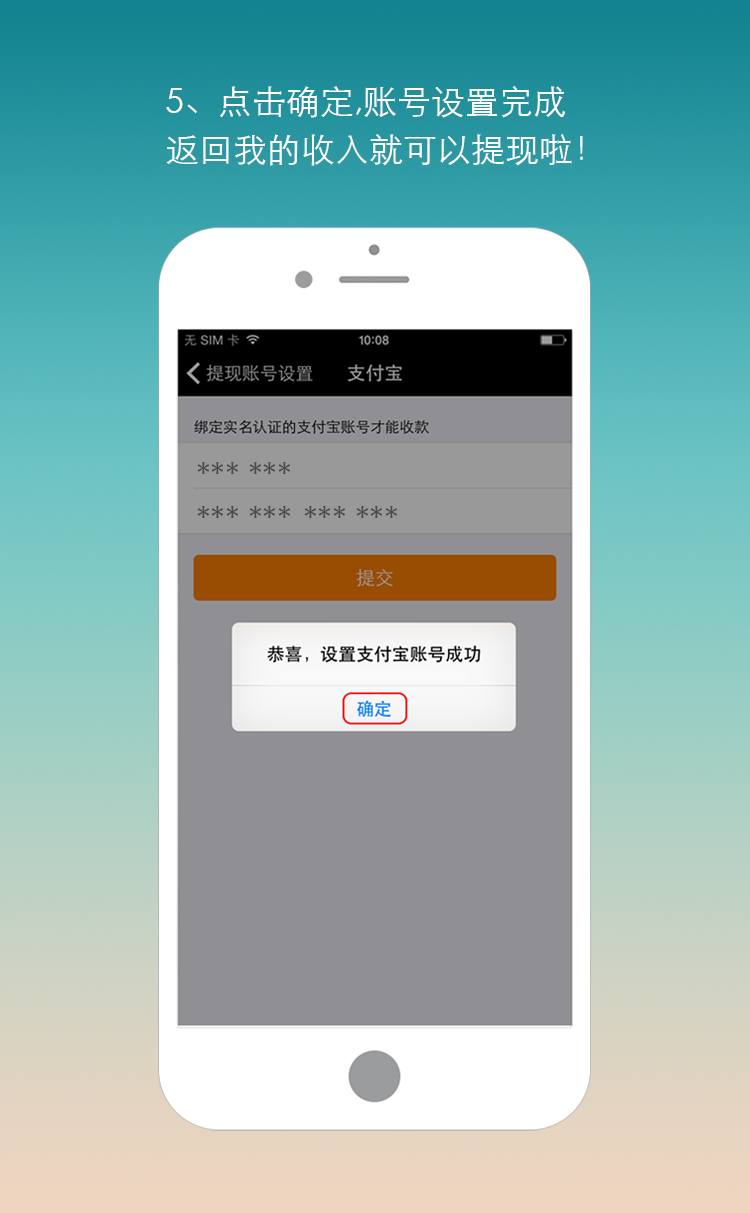 5、点击确定,账号设置完成
返回我的收入就可以提现啦!
无 SIM 卡 10:08
提现账号设置 支付宝
绑定实名认证的支付宝账号才能收款
*** ***
*** *** *** ***
提交
恭喜，设置支付宝账号成功
确定